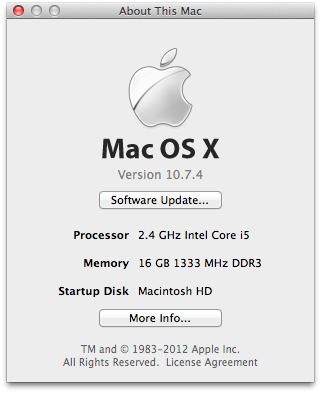 About This Mac
Mac OS X
Version 10.7.4
Software Update...
Processor 2.4 GHz Intel Core i5
Memory 16 GB 1333 MHz DDR3
Startup Disk Macintosh HD
More Info...
TM and © 1983-2012 Apple Inc.
All Rights Reserved. License Agreement